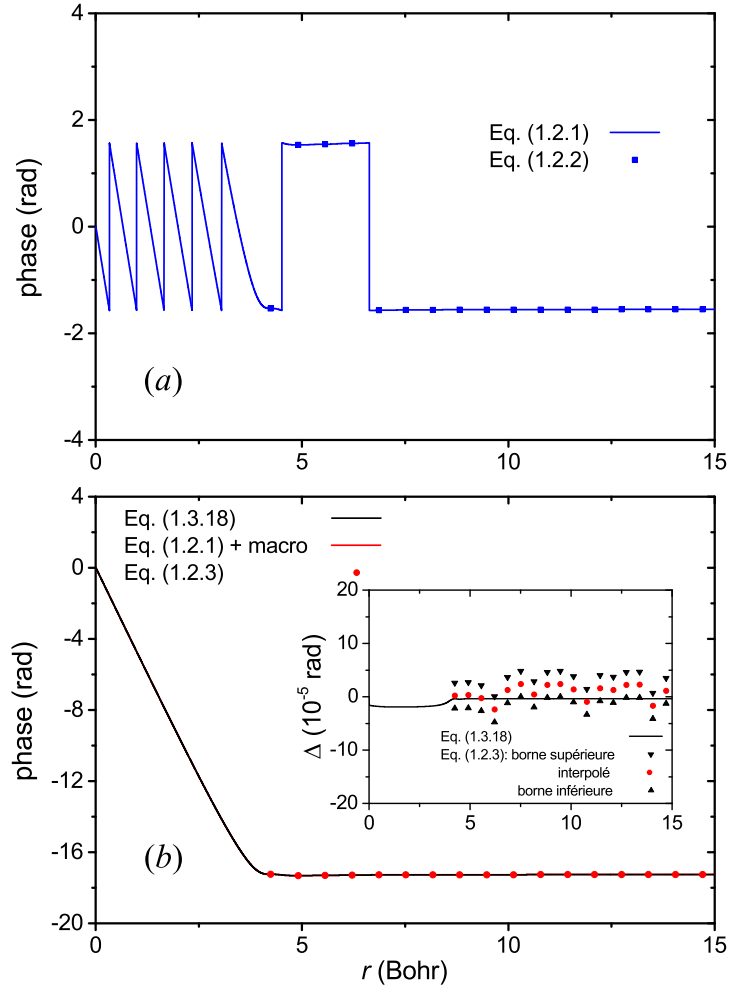 4
2
0
-2
-4
phase (rad)
Eq. (1.2.1)
Eq. (1.2.2)
(a)
0
5
10
15
4
0
-4
-8
-12
-16
-20
phase (rad)
Eq. (1.3.18)
Eq. (1.2.1) + macro
Eq. (1.2.3)
20
10
0
-10
-20
Δ (10⁻⁵ rad)
Eq. (1.3.18)
Eq. (1.2.3): borne supérieure
interpolé
borne inférieure
0
5
10
15
(b)
0
5
10
15
r (Bohr)